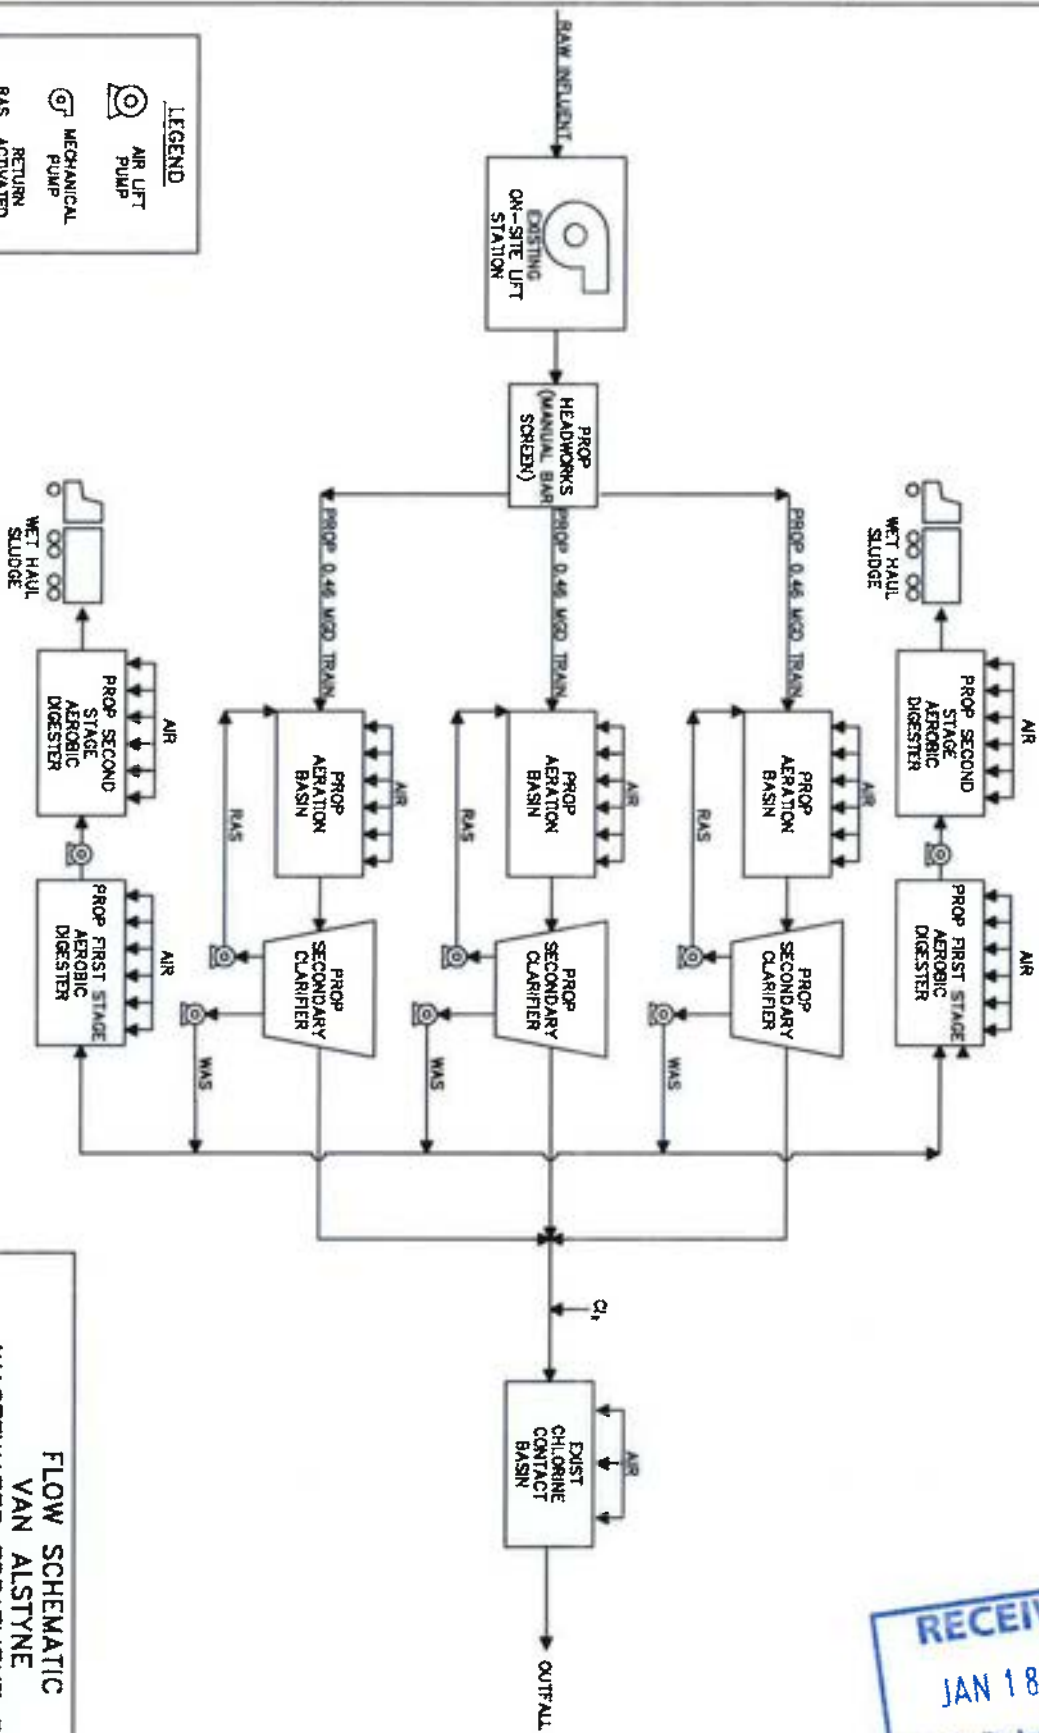 RAW INFLUENT
EXISTING
ON-SITE LIFT
STATION
PROP
HEADWORKS
(MANUAL BAR
SCREEN)
PROP 0.46 MGD TRAIN
PROP 0.46 MGD TRAIN
PROP 0.46 MGD TRAIN
WET HAUL
SLUDGE
AIR
PROP SECOND
STAGE
AEROBIC
DIGESTER
AIR
PROP FIRST STAGE
AEROBIC
DIGESTER
AIR
PROP
AERATION
BASIN
RAS
PROP
SECONDARY
CLARIFIER
WAS
AIR
PROP
AERATION
BASIN
RAS
PROP
SECONDARY
CLARIFIER
WAS
AIR
PROP
AERATION
BASIN
RAS
PROP
SECONDARY
CLARIFIER
WAS
WET HAUL
SLUDGE
AIR
PROP SECOND
STAGE
AEROBIC
DIGESTER
AIR
PROP FIRST STAGE
AEROBIC
DIGESTER
AIR
EXIST
CHLORINE
CONTACT
BASIN
OUTFALL
LEGEND
AIR LIFT
PUMP
MECHANICAL
PUMP
RETURN
RAS ACTIVATED
FLOW SCHEMATIC
VAN ALSTYNE
RECEIV
JAN 18